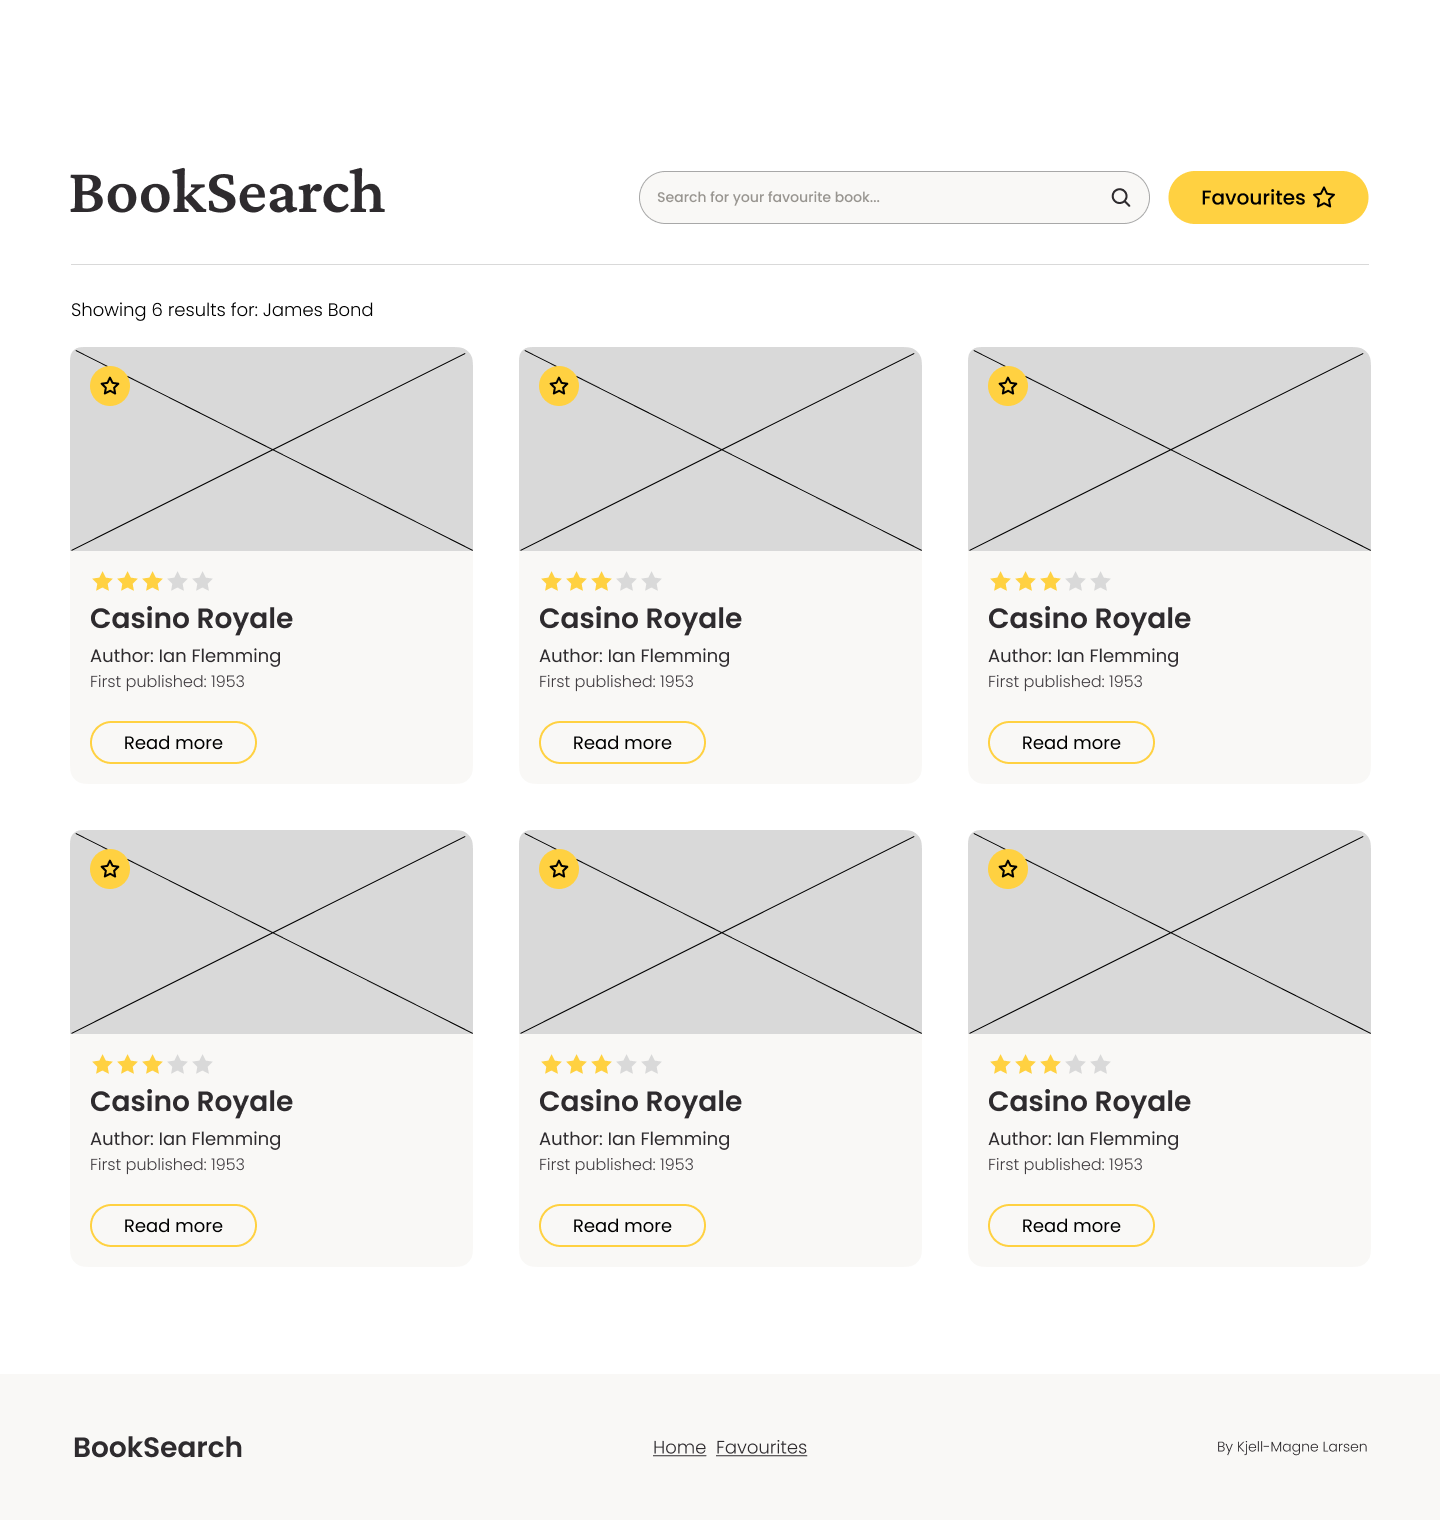 BookSearch
Search for your favourite book...
Favourites
Showing 6 results for: James Bond
Casino Royale
Author: Ian Flemming
First published: 1953
Read more
Casino Royale
Author: Ian Flemming
First published: 1953
Read more
Casino Royale
Author: Ian Flemming
First published: 1953
Read more
Casino Royale
Author: Ian Flemming
First published: 1953
Read more
Casino Royale
Author: Ian Flemming
First published: 1953
Read more
Casino Royale
Author: Ian Flemming
First published: 1953
Read more
BookSearch
Home Favourites
By Kjell-Magne Larsen